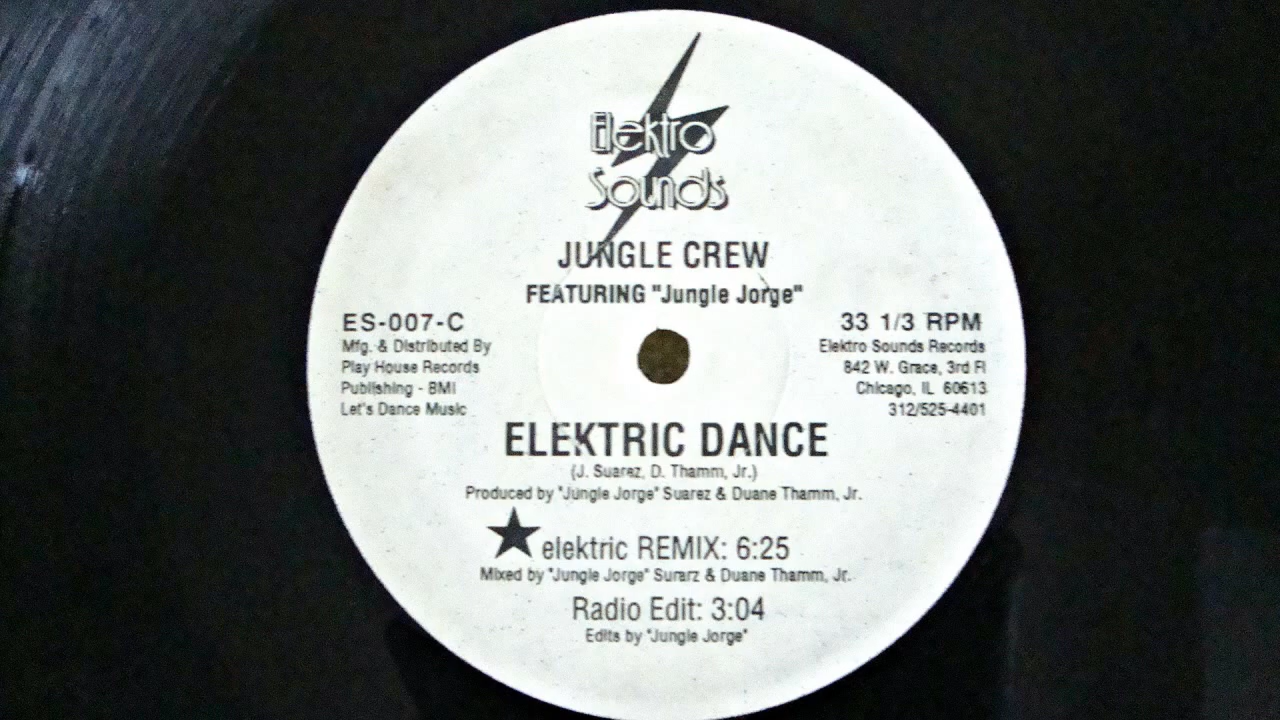 Elektro
Sounds
JUNGLE CREW
FEATURING "Jungle Jorge"
ES-007-C
Mfg. & Distributed By
Play House Records
Publishing - BMI
Let's Dance Music
33 1/3 RPM
Elektro Sounds Records
842 W. Grace, 3rd Fl
Chicago, IL 60613
312/525-4401
ELEKTRIC DANCE
(J. Suarez, D. Thamm, Jr.)
Produced by "Jungle Jorge" Suarez & Duane Thamm, Jr.
★ elektric REMIX: 6:25
Mixed by "Jungle Jorge" Surarz & Duane Thamm, Jr.
Radio Edit: 3:04
Edits by "Jungle Jorge"